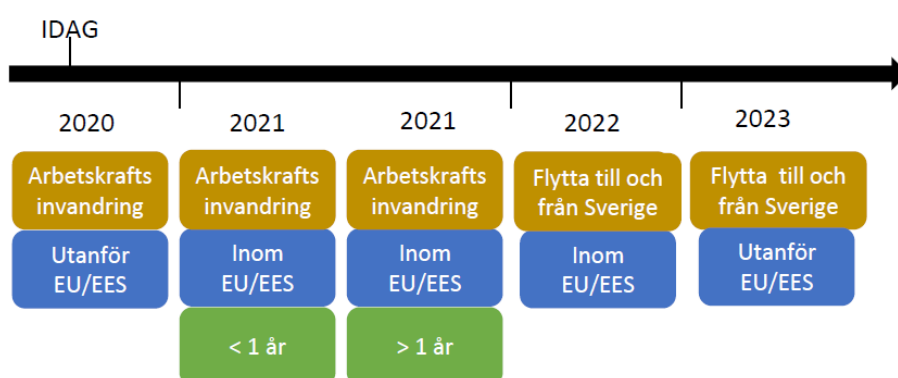 IDAG
2020
2021
2021
2022
2023
Arbetskrafts
invandring
Arbetskrafts
invandring
Arbetskrafts
invandring
Flytta till och
från Sverige
Flytta till och
från Sverige
Utanför
EU/EES
Inom
EU/EES
Inom
EU/EES
Inom
EU/EES
Utanför
EU/EES
< 1 år
> 1 år